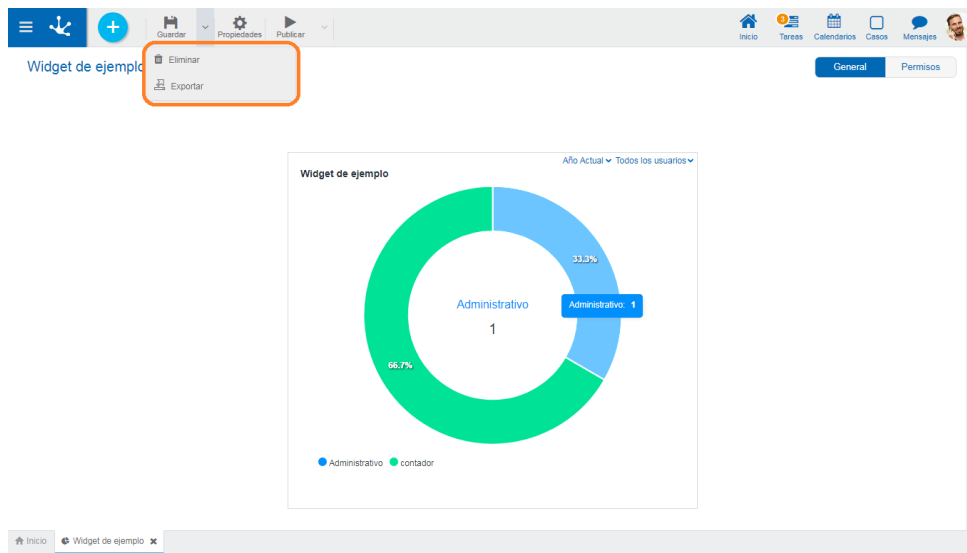 Guardar Propiedades Publicar Inicio 3 Tareas Calendarios Casos Mensajes
Eliminar
Exportar
Widget de ejemplo General Permisos
Año Actual Todos los usuarios
Widget de ejemplo
33.3%
Administrativo
1
Administrativo: 1
66.7%
Administrativo contador
Inicio Widget de ejemplo